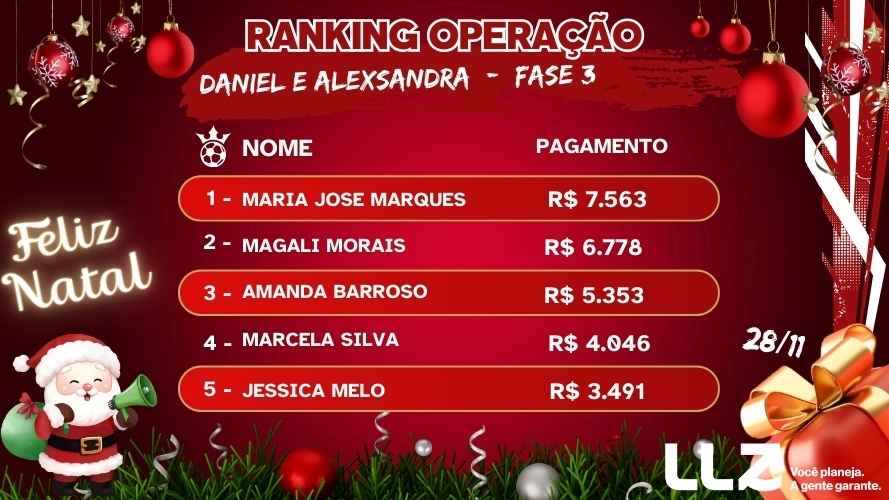 RANKING OPERAÇÃO
DANIEL E ALEXSANDRA - FASE 3
NOME PAGAMENTO
1 - MARIA JOSE MARQUES R$ 7.563
2 - MAGALI MORAIS R$ 6.778
3 - AMANDA BARROSO R$ 5.353
4 - MARCELA SILVA R$ 4.046
5 - JESSICA MELO R$ 3.491
Feliz
Natal
28/11
LLZ
Você planeja.
A gente garante.